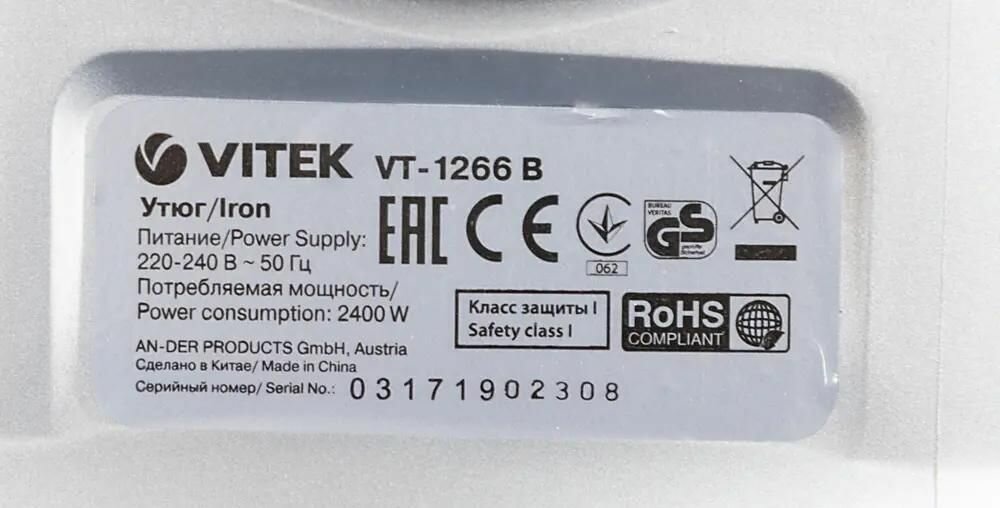 VITEK VT-1266 B
Утюг/Iron
Питание/Power Supply:
220-240 В ~ 50 Гц
Потребляемая мощность/
Power consumption: 2400 W
AN-DER PRODUCTS GmbH, Austria
Сделано в Китае/ Made in China
Серийный номер/ Serial No.: 03171902308
EAC CE
062
BUREAU
VERITAS
GS
geprüfte
Sicherheit
Класс защиты I
Safety class I
RoHS
COMPLIANT